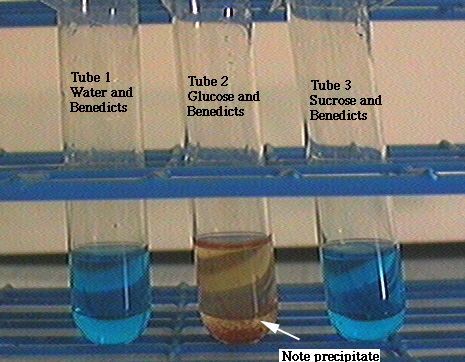 Tube 1
Water and
Benedicts
Tube 2
Glucose and
Benedicts
Tube 3
Sucrose and
Benedicts
Note precipitate